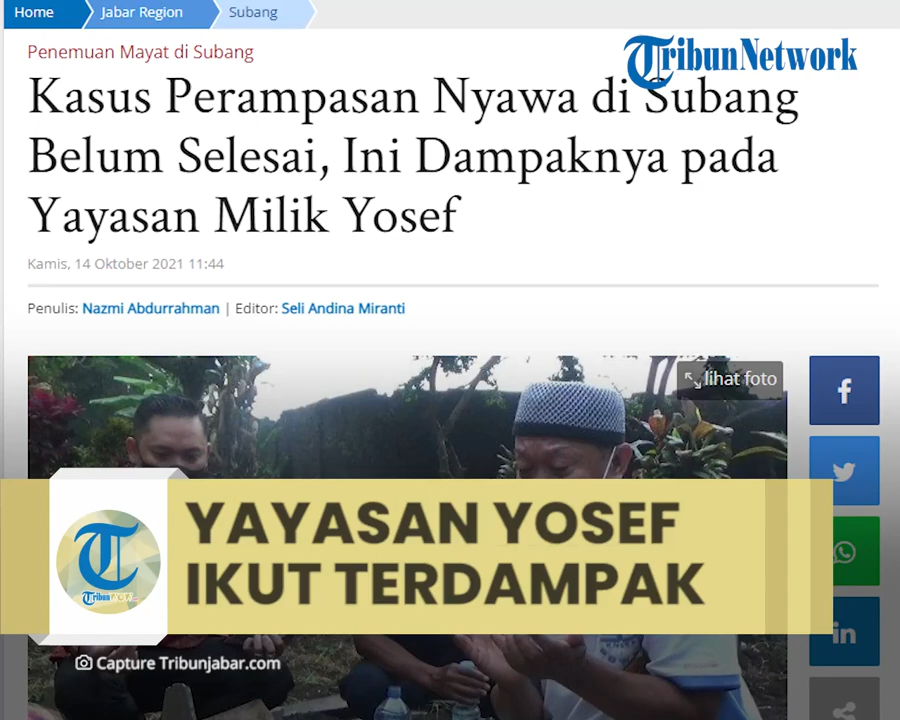 Home Jabar Region Subang
Penemuan Mayat di Subang
TribunNetwork
Kasus Perampasan Nyawa di Subang
Belum Selesai, Ini Dampaknya pada
Yayasan Milik Yosef
Kamis, 14 Oktober 2021 11:44
Penulis: Nazmi Abdurrahman | Editor: Seli Andina Miranti
lihat foto
YAYASAN YOSEF
IKUT TERDAMPAK
Capture Tribunjabar.com